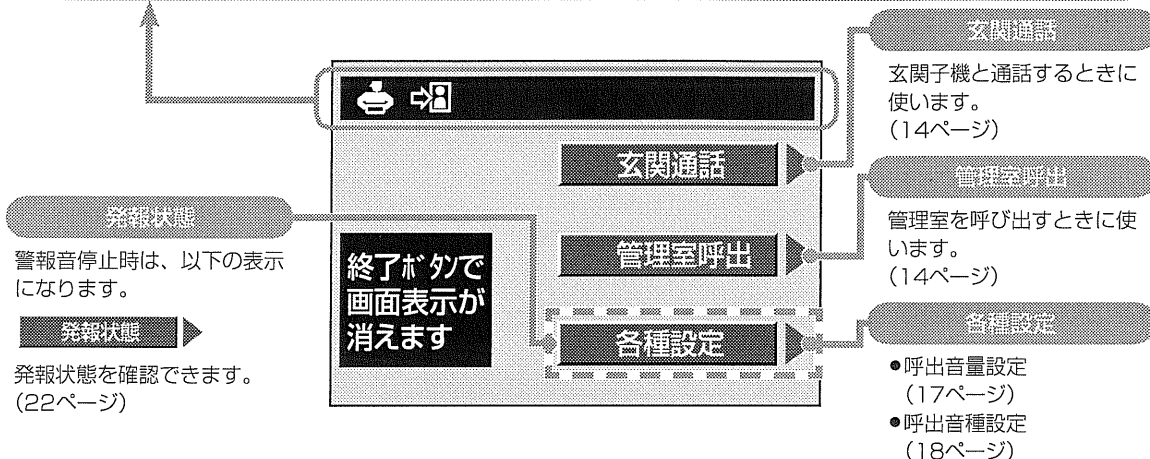 玄関通話
玄関子機と通話するときに
使います。
(14ページ)
玄関通話
管理室呼出
管理室を呼び出すときに使
います。
(14ページ)
発報状態
警報音停止時は、以下の表示
になります。
発報状態
発報状態を確認できます。
(22ページ)
終了ボタンで
画面表示が
消えます
管理室呼出
各種設定
各種設定
●呼出音量設定
(17ページ)
●呼出音種設定
(18ページ)